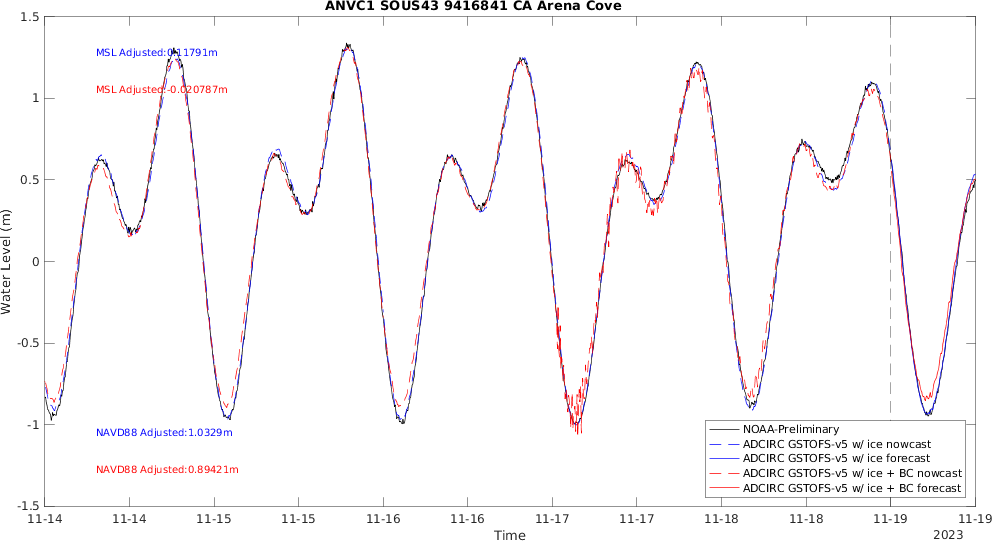 ANVC1 SOUS43 9416841 CA Arena Cove
1.5
1
0.5
0
-0.5
-1
-1.5
Water Level (m)
MSL Adjusted:0.11791m
MSL Adjusted:-0.020787m
NAVD88 Adjusted:1.0329m
NAVD88 Adjusted:0.89421m
NOAA-Preliminary
ADCIRC GSTOFS-v5 w/ ice nowcast
ADCIRC GSTOFS-v5 w/ ice forecast
ADCIRC GSTOFS-v5 w/ ice + BC nowcast
ADCIRC GSTOFS-v5 w/ ice + BC forecast
11-14 11-14 11-15 11-15 11-16 11-16 11-17 11-17 11-18 11-18 11-19 11-19
Time
2023